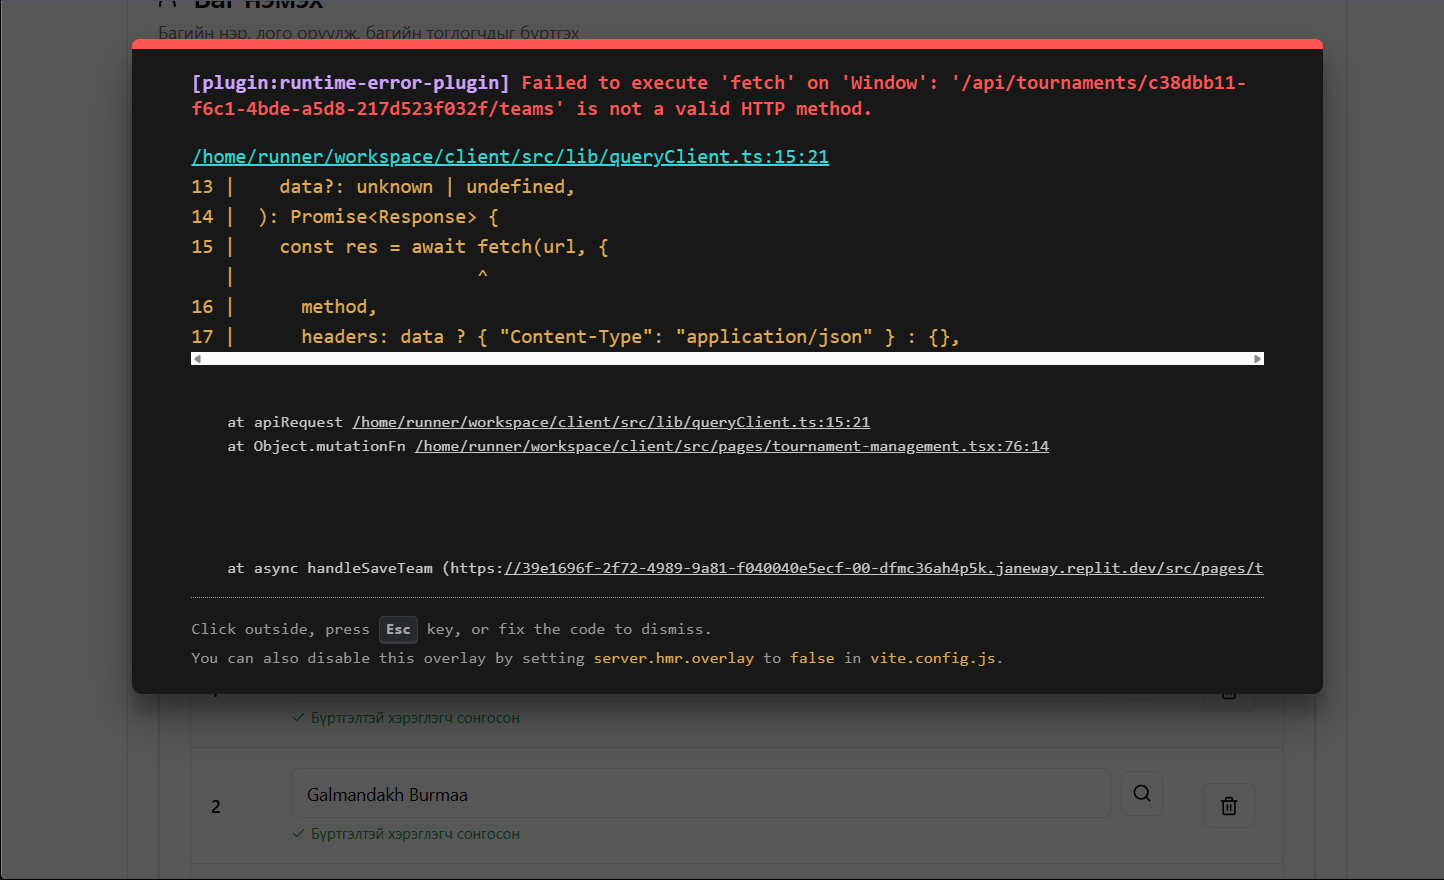 Баг нэмэх
Багийн нэр, лого оруулж, багийн тоглогчдыг бүртгэх
[plugin:runtime-error-plugin] Failed to execute 'fetch' on 'Window': '/api/tournaments/c38dbb11-
f6c1-4bde-a5d8-217d523f032f/teams' is not a valid HTTP method.
/home/runner/workspace/client/src/lib/queryClient.ts:15:21
13 |    data?: unknown | undefined,
14 |  ): Promise<Response> {
15 |    const res = await fetch(url, {
   |                      ^
16 |      method,
17 |      headers: data ? { "Content-Type": "application/json" } : {},
at apiRequest /home/runner/workspace/client/src/lib/queryClient.ts:15:21
at Object.mutationFn /home/runner/workspace/client/src/pages/tournament-management.tsx:76:14
at async handleSaveTeam (https://39e1696f-2f72-4989-9a81-f040040e5ecf-00-dfmc36ah4p5k.janeway.replit.dev/src/pages/t
Click outside, press Esc key, or fix the code to dismiss.
You can also disable this overlay by setting server.hmr.overlay to false in vite.config.js.
Бүртгэлтэй хэрэглэгч сонгосон
2
Galmandakh Burmaa
Бүртгэлтэй хэрэглэгч сонгосон